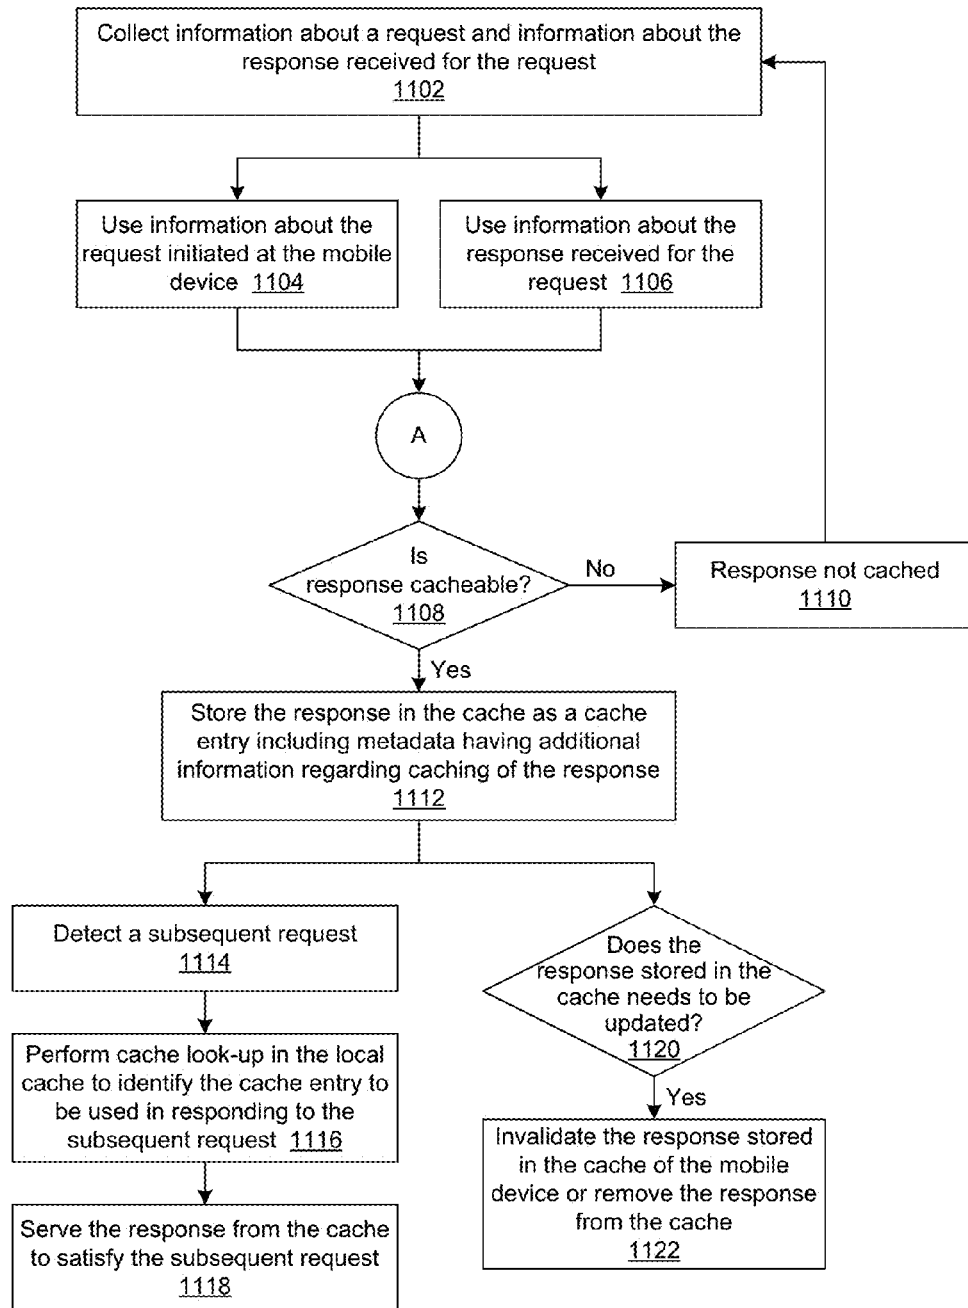 Collect information about a request and information about the
response received for the request
1102
Use information about the
request initiated at the mobile
device 1104
Use information about the
response received for the
request 1106
A
Is
response cacheable?
1108
No
Response not cached
1110
Yes
Store the response in the cache as a cache
entry including metadata having additional
information regarding caching of the response
1112
Detect a subsequent request
1114
Perform cache look-up in the local
cache to identify the cache entry to
be used in responding to the
subsequent request 1116
Serve the response from the cache
to satisfy the subsequent request
1118
Does the
response stored in the
cache needs to be
updated?
1120
Yes
Invalidate the response stored
in the cache of the mobile
device or remove the response
from the cache
1122